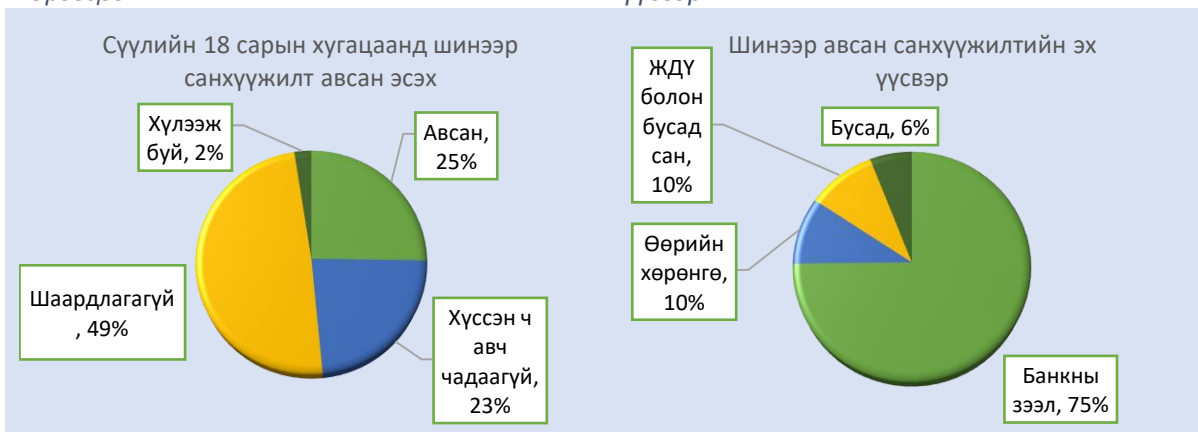 Сүүлийн 18 сарын хугацаанд шинээр
санхүүжилт авсан эсэх
Хүлээж
буй, 2%
Авсан,
25%
Шаардлагагүй
, 49%
Хүссэн ч
авч
чадаагүй,
23%
Шинээр авсан санхүүжилтийн эх
үүсвэр
ЖДҮ
болон
бусад
сан,
10%
Бусад, 6%
Өөрийн
хөрөнгө,
10%
Банкны
зээл, 75%